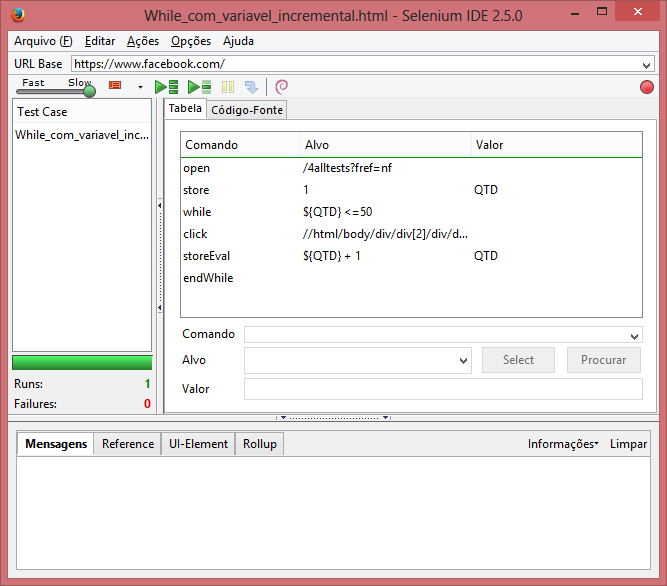 While_com_variavel_incremental.html - Selenium IDE 2.5.0
Arquivo (F) Editar Ações Opções Ajuda
URL Base https://www.facebook.com/
Fast Slow
Test Case
While_com_variavel_inc...
Tabela Código-Fonte
Comando Alvo Valor
open /4alltests?fref=nf
store 1 QTD
while ${QTD} <=50
click //html/body/div/div[2]/div/d...
storeEval ${QTD} + 1 QTD
endWhile
Comando
Alvo Select Procurar
Valor
Runs: 1
Failures: 0
Mensagens Reference UI-Element Rollup Informações Limpar